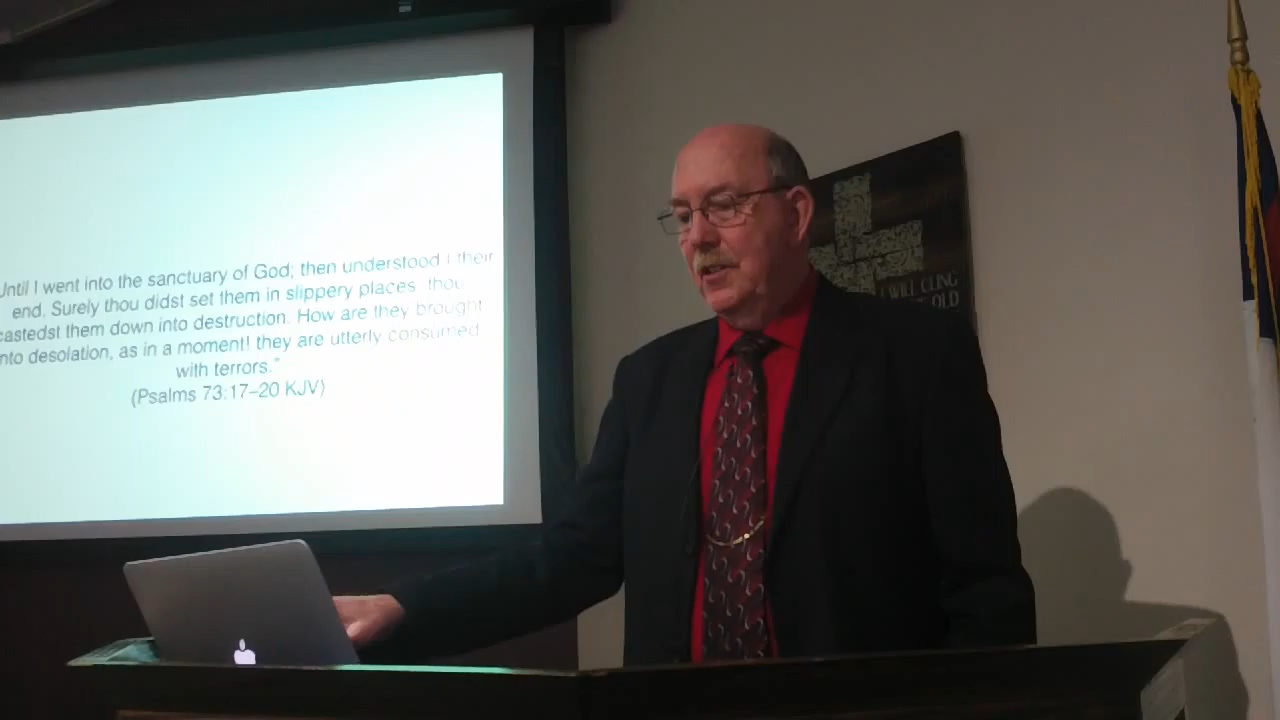 Until I went into the sanctuary of God; then understood I their
end. Surely thou didst set them in slippery places: thou
castedst them down into destruction. How are they brought
into desolation, as in a moment! they are utterly consumed
with terrors.”
(Psalms 73:17–20 KJV)
I WILL CLING
OLD